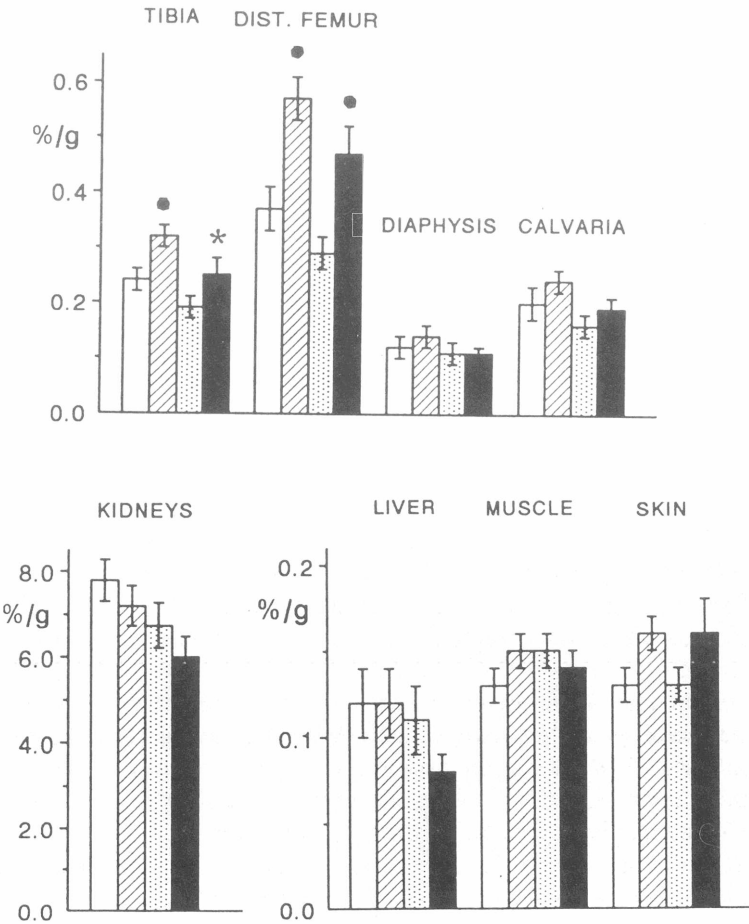 TIBIA DIST. FEMUR
0.6
%/g
0.4
DIAPHYSIS CALVARIA
*
0.2
0.0
KIDNEYS LIVER MUSCLE SKIN
8.0 0.2
%/g %/g
6.0
4.0 0.1
2.0
0.0 0.0